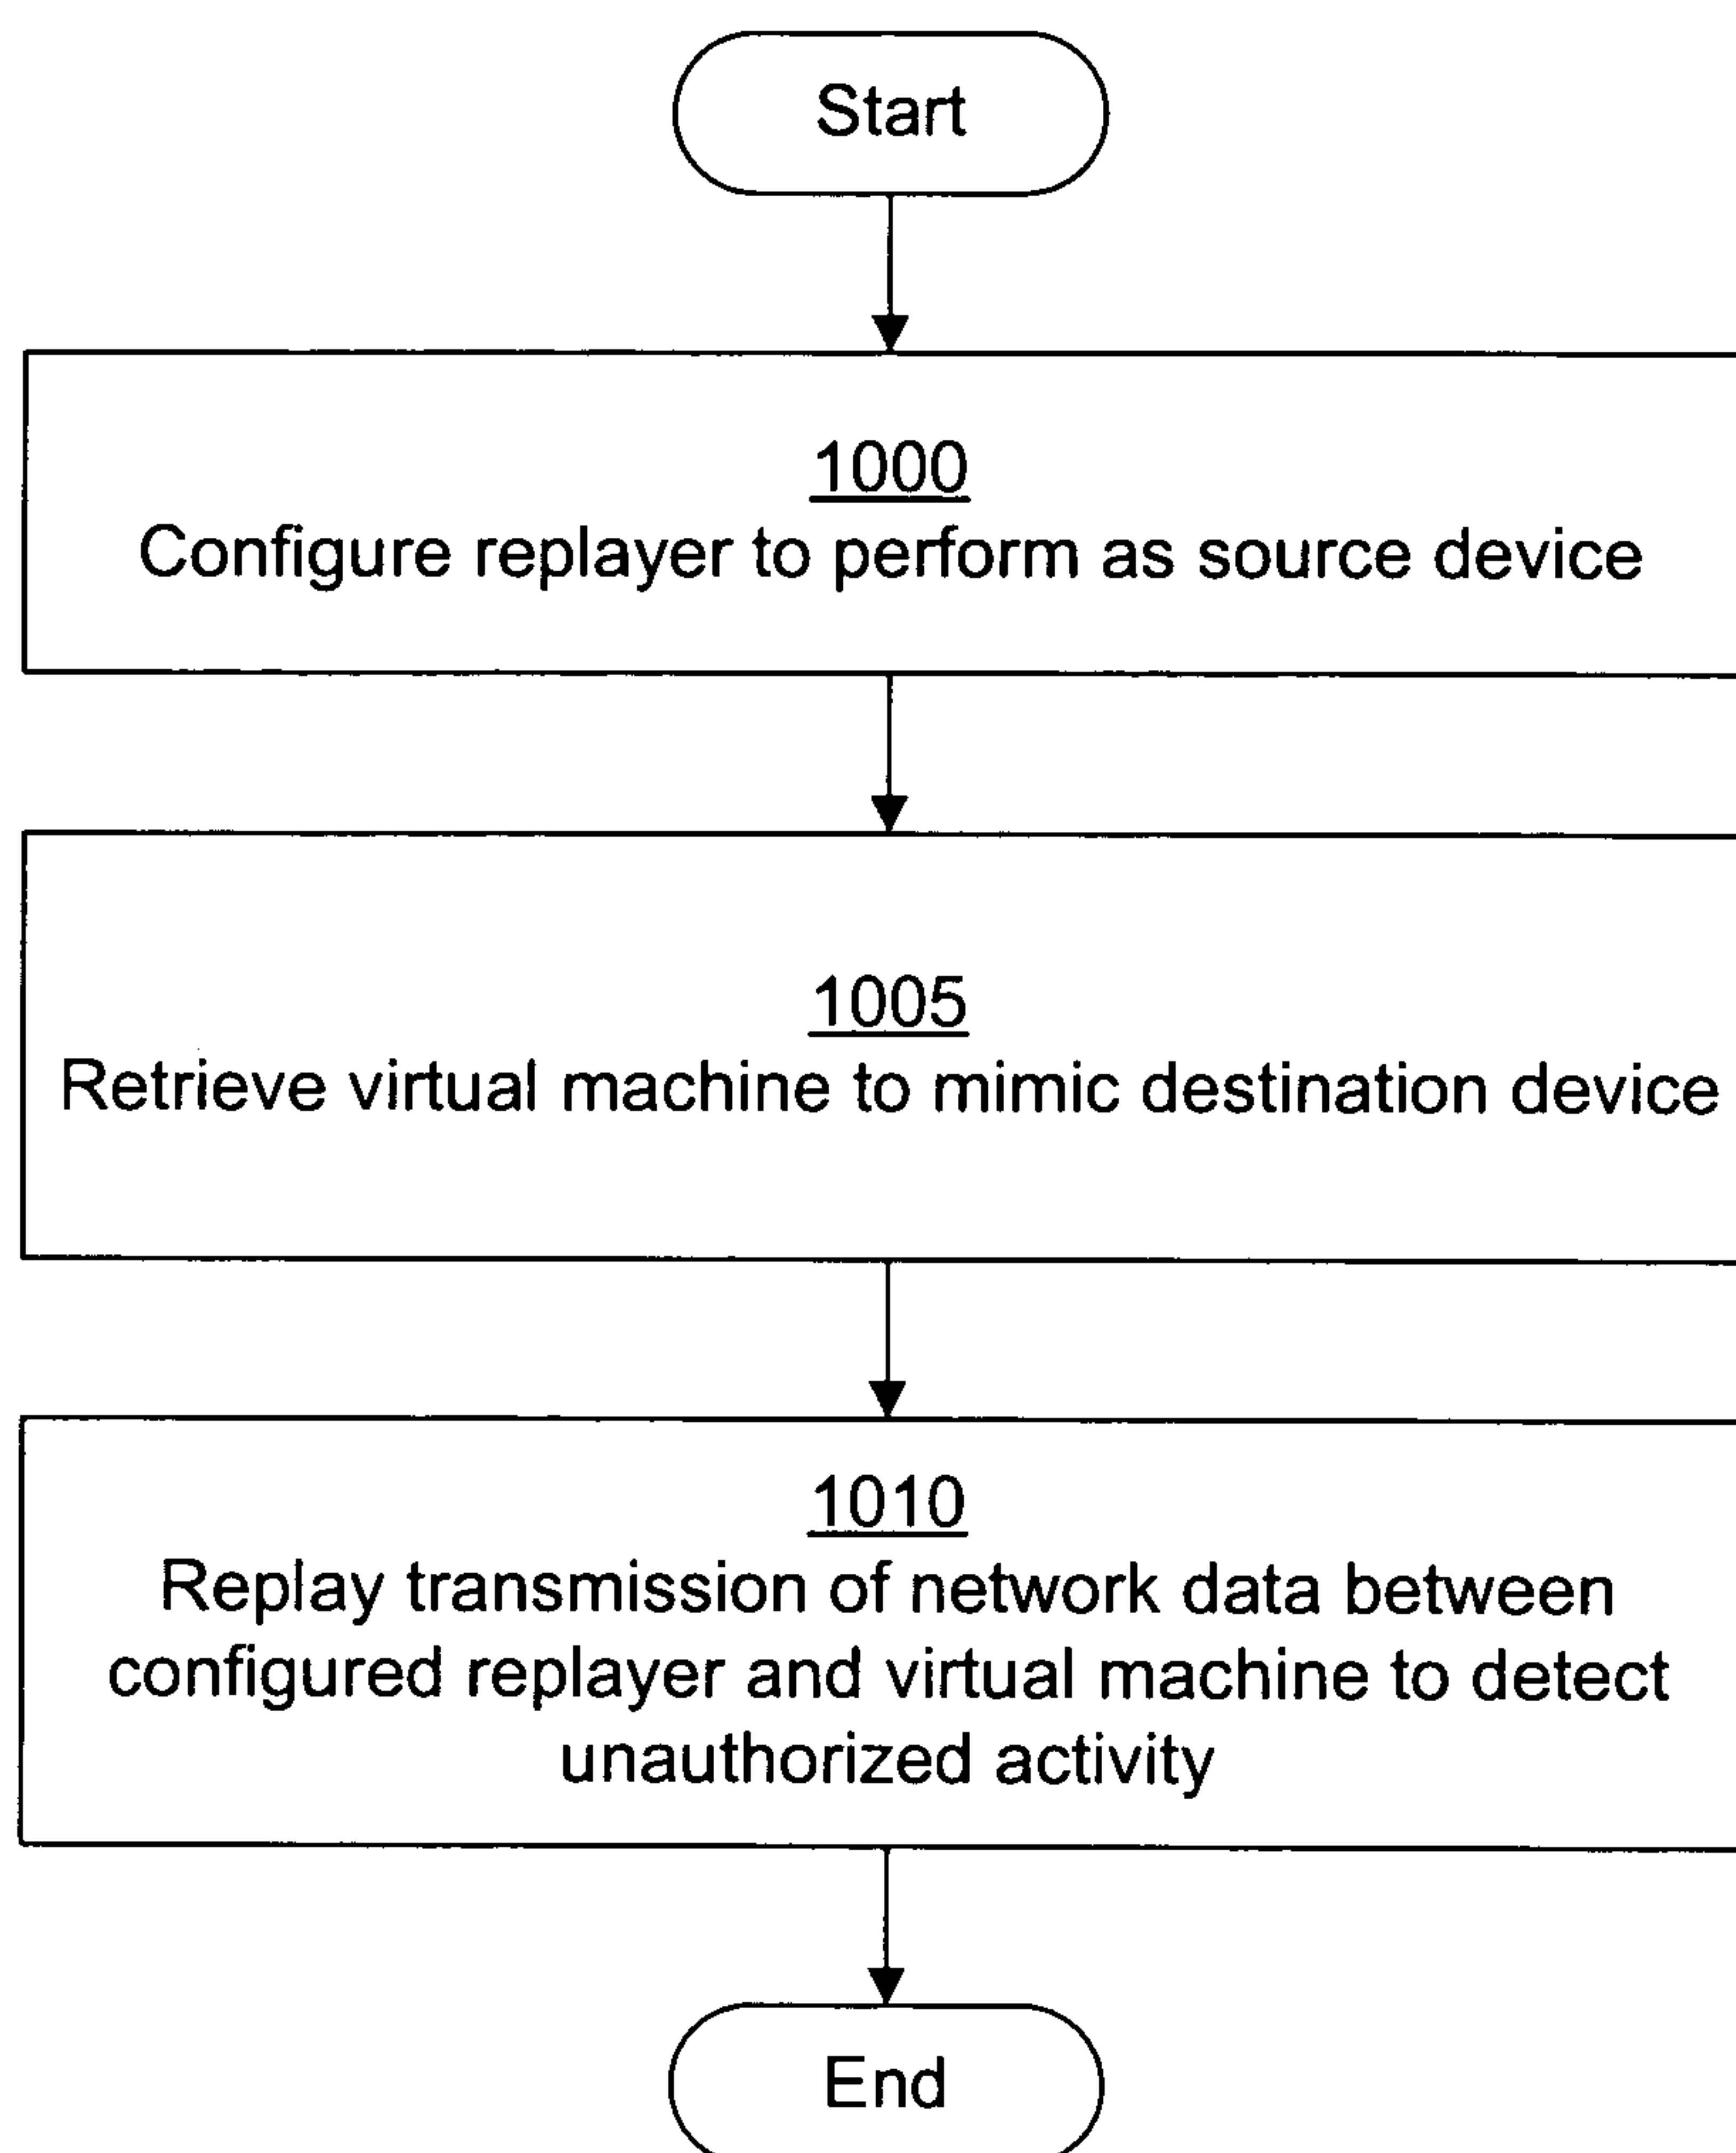 Start
1000
Configure replayer to perform as source device
1005
Retrieve virtual machine to mimic destination device
1010
Replay transmission of network data between
configured replayer and virtual machine to detect
unauthorized activity
End